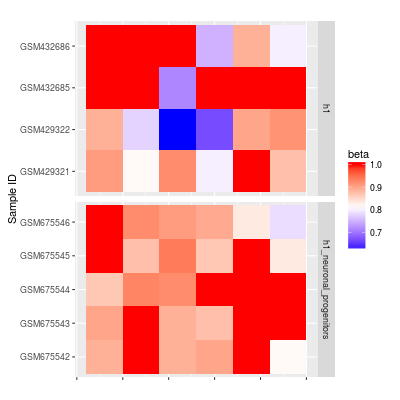 GSM432686
GSM432685
GSM429322
GSM429321
h1
GSM675546
GSM675545
GSM675544
GSM675543
GSM675542
h1_neuronal_progenitors
Sample ID
beta
1.0
0.9
0.8
0.7